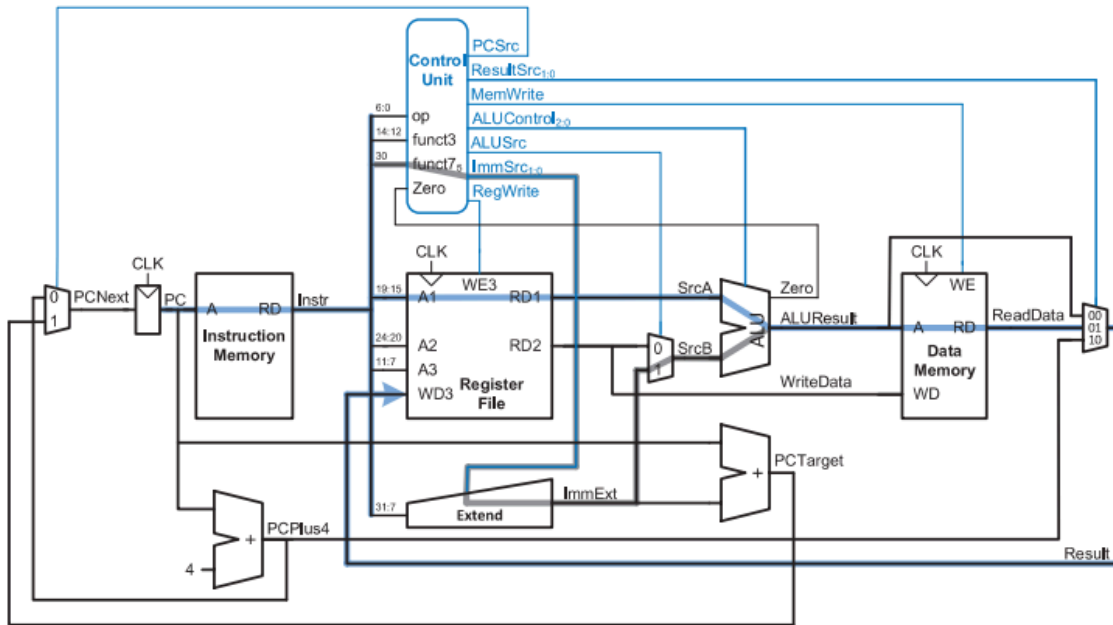 PCSrc
Control
Unit
ResultSrc1:0
MemWrite
ALUControl2:0
ALUSrc
ImmSrc1:0
RegWrite
6:0
op
14:12
funct3
30
funct75
Zero
CLK
CLK
CLK
0
1
PCNext
PC
A
RD
Instr
Instruction
Memory
19:15
A1
WE3
RD1
SrcA
Zero
WE
24:20
A2
RD2
0
1
SrcB
ALU
ALUResult
A
RD
ReadData
00
01
10
11:7
A3
WD3
Register
File
Data
Memory
WriteData
WD
PCTarget
+
31:7
Extend
ImmExt
PCPlus4
+
4
Result